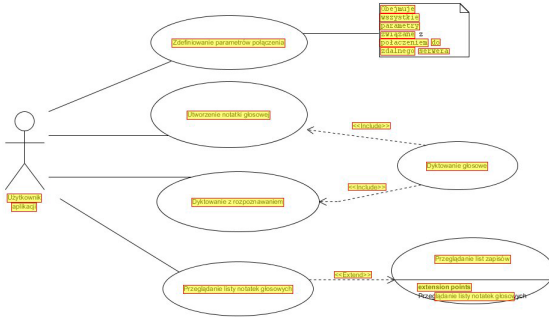 Obejmuje
wszystkie
parametry
związane z
połączeniem do
zdalnego serwera
Zdefiniowanie parametrów połączenia
Utworzenie notatki głosowej
<<Include>>
Dyktowanie głosowe
<<Include>>
Użytkownik
aplikacji
Dyktowanie z rozpoznawaniem
Przeglądanie list zapisów
<<Extend>>
Przeglądanie listy notatek głosowych
extension points
Przeglądanie listy notatek głosowych